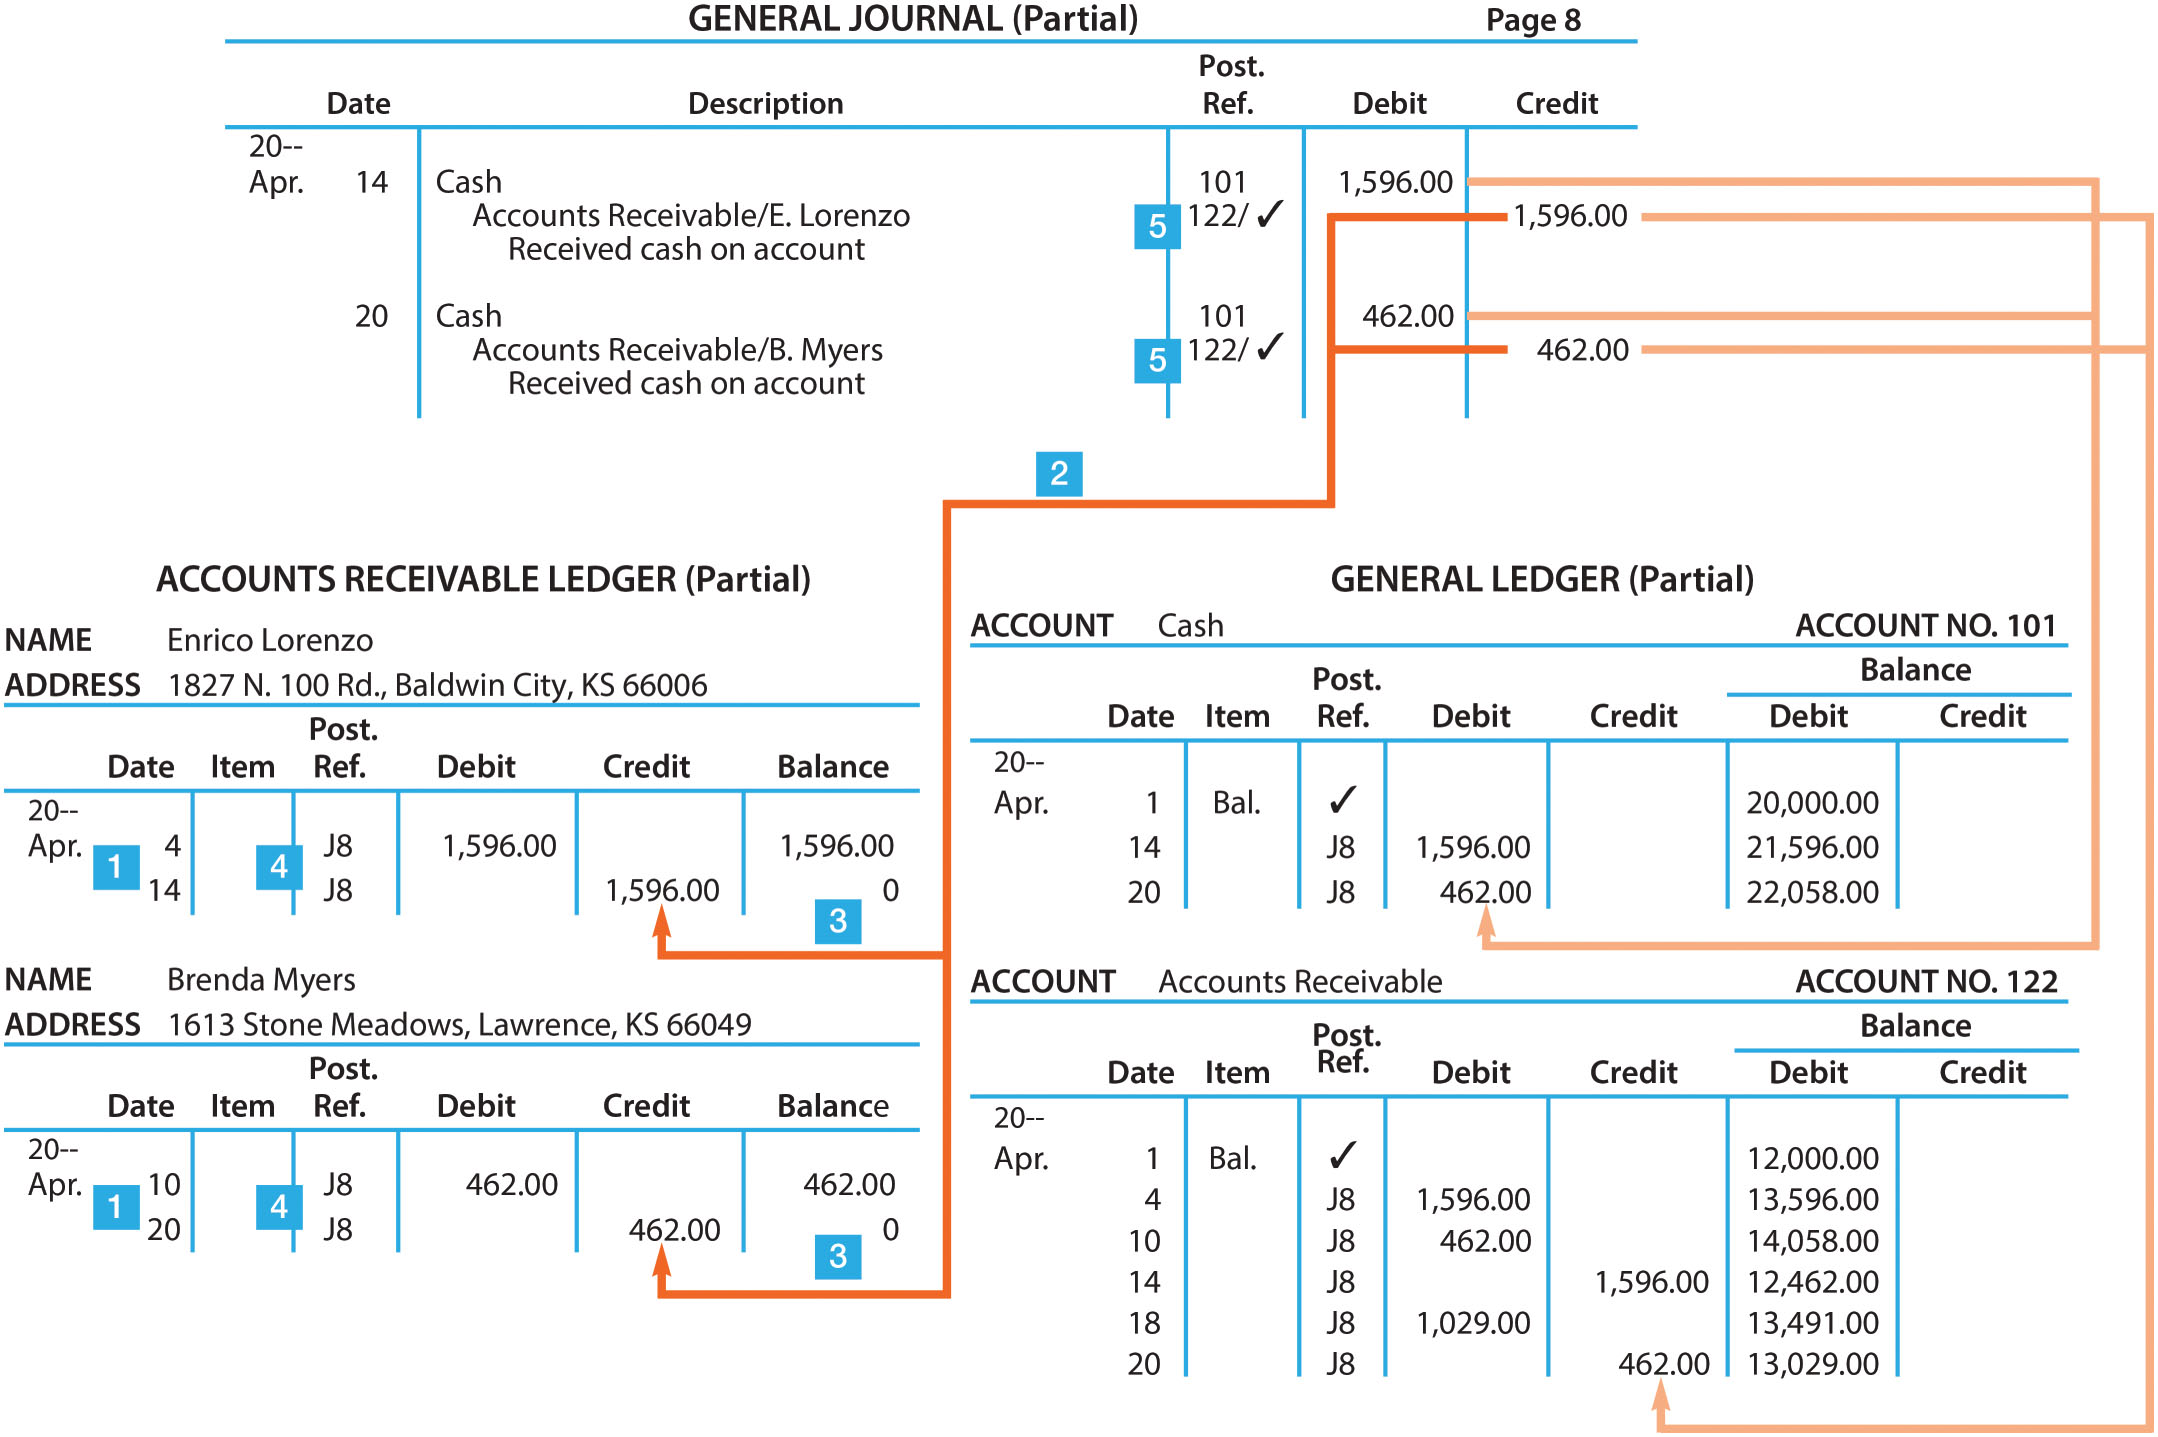 GENERAL JOURNAL (Partial) Page 8
Post.
Date Description Ref. Debit Credit
20--
Apr. 14 Cash 101 1,596.00
Accounts Receivable/E. Lorenzo 5 122/ ✓ 1,596.00
Received cash on account
20 Cash 101 462.00
Accounts Receivable/B. Myers 5 122/ ✓ 462.00
Received cash on account
2
ACCOUNTS RECEIVABLE LEDGER (Partial)
NAME Enrico Lorenzo
ADDRESS 1827 N. 100 Rd., Baldwin City, KS 66006
Post.
Date Item Ref. Debit Credit Balance
20--
Apr. 1 4 4 J8 1,596.00 1,596.00
14 J8 1,596.00 0
3
NAME Brenda Myers
ADDRESS 1613 Stone Meadows, Lawrence, KS 66049
Post.
Date Item Ref. Debit Credit Balance
20--
Apr. 1 10 4 J8 462.00 462.00
20 J8 462.00 0
3
GENERAL LEDGER (Partial)
ACCOUNT Cash ACCOUNT NO. 101
Balance
Post.
Date Item Ref. Debit Credit Debit Credit
20--
Apr. 1 Bal. ✓ 20,000.00
14 J8 1,596.00 21,596.00
20 J8 462.00 22,058.00
ACCOUNT Accounts Receivable ACCOUNT NO. 122
Balance
Post.
Date Item Ref. Debit Credit Debit Credit
20--
Apr. 1 Bal. ✓ 12,000.00
4 J8 1,596.00 13,596.00
10 J8 462.00 14,058.00
14 J8 1,596.00 12,462.00
18 J8 1,029.00 13,491.00
20 J8 462.00 13,029.00